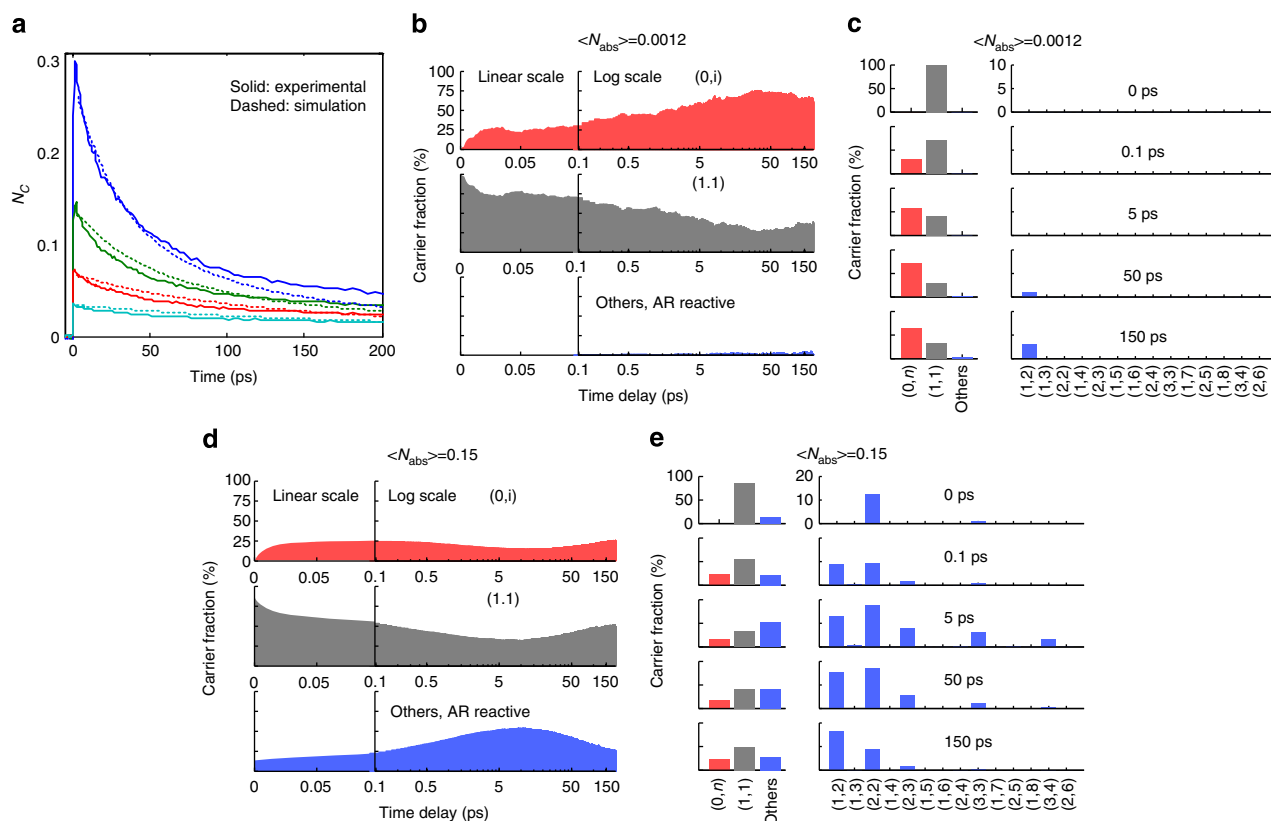 a
0.3
0.2
0.1
0
N_C
Solid: experimental
Dashed: simulation
0 50 100 150 200
Time (ps)
b
<N_abs>=0.0012
100
75
50
25
0
Linear scale Log scale (0,i)
0 0.05 0.1 0.5 5 50 150
Carrier fraction (%)
(1.1)
0 0.05 0.1 0.5 5 50 150
Others, AR reactive
0 0.05 0.1 0.5 5 50 150
Time delay (ps)
c
<N_abs>=0.0012
100
50
0
10
5
0
0 ps
0.1 ps
Carrier fraction (%)
5 ps
50 ps
150 ps
(0,n) (1,1) Others
(1,2) (1,3) (2,2) (1,4) (2,3) (1,5) (1,6) (2,4) (3,3) (1,7) (2,5) (1,8) (3,4) (2,6)
d
<N_abs>=0.15
100
75
50
25
0
Linear scale Log scale (0,i)
0 0.05 0.1 0.5 5 50 150
Carrier fraction (%)
(1.1)
0 0.05 0.1 0.5 5 50 150
Others, AR reactive
0 0.05 0.1 0.5 5 50 150
Time delay (ps)
e
<N_abs>=0.15
100
50
0
20
10
0
0 ps
0.1 ps
Carrier fraction (%)
5 ps
50 ps
150 ps
(0,n) (1,1) Others
(1,2) (1,3) (2,2) (1,4) (2,3) (1,5) (1,6) (2,4) (3,3) (1,7) (2,5) (1,8) (3,4) (2,6)